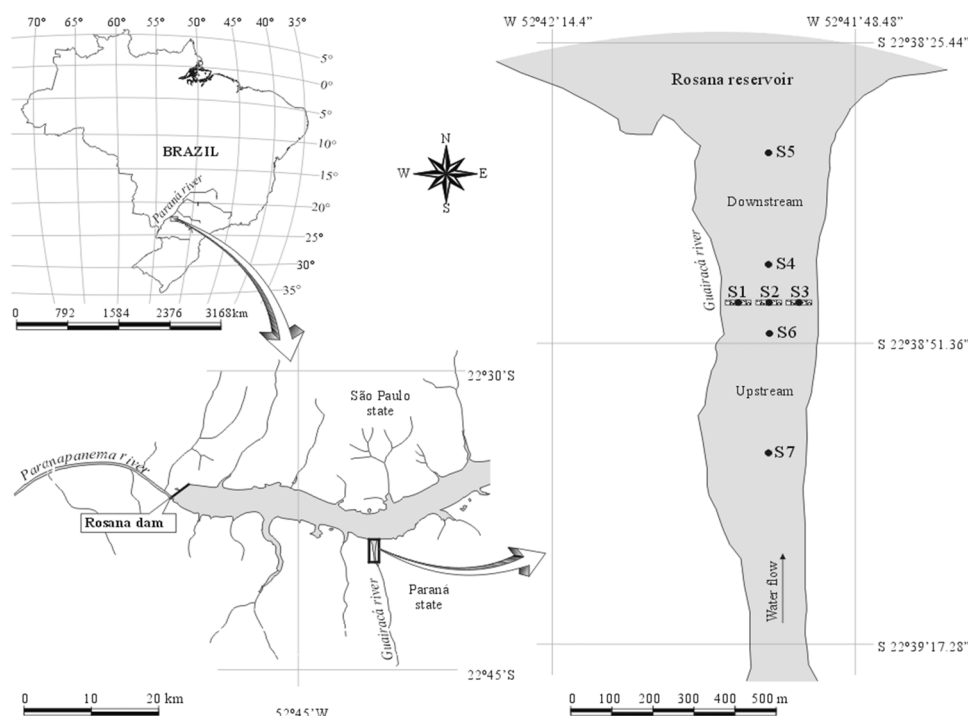 70° 65° 60° 55° 50° 45° 40° 35°
5°
0°
5°
10°
15°
20°
25°
30°
35°
BRAZIL
Paraná river
0 792 1584 2376 3168km
N
W E
S
22°30'S
São Paulo
state
Paranapanema river
Rosana dam
Guairacá river
Paraná
state
22°45'S
0 10 20 km
52°45'W
W 52°42'14.4" W 52°41'48.48"
S 22°38'25.44"
Rosana reservoir
S5
Downstream
Guairacá river
S4
S1 S2 S3
S6
S 22°38'51.36"
Upstream
S7
Water flow
S 22°39'17.28"
0 100 200 300 400 500 m